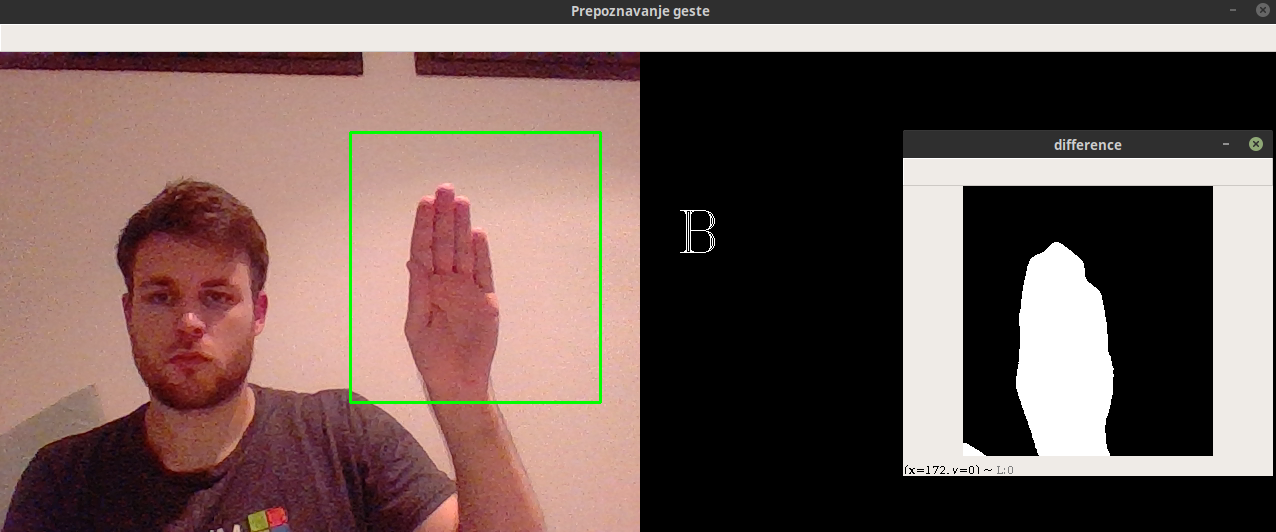 Prepoznavanje geste
B
difference
(x=172, y=0) ~ L:0